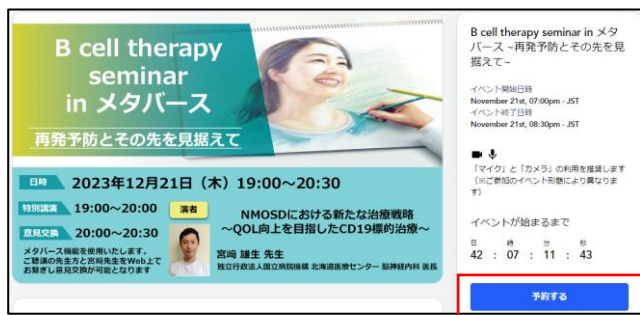 B cell therapy
seminar
in メタバース
再発予防とその先を見据えて
日時 2023年12月21日（木）19:00～20:30
特別講演 19:00～20:00
意見交換 20:00～20:30
メタバース機能を使用いたします。
ご聴講の先生方と宮﨑先生をWeb上で
お繋ぎし意見交換が可能となります
演者
NMOSDにおける新たな治療戦略
～QOL向上を目指したCD19標的治療～
宮﨑 雄生 先生
独立行政法人国立病院機構 北海道医療センター 脳神経内科 医長
B cell therapy seminar in メタ
バース ~再発予防とその先を見
据えて~
イベント開始日時
November 21st, 07:00pm - JST
イベント終了日時
November 21st, 08:30pm - JST
「マイク」と「カメラ」の利用を推奨します
（※ご参加のイベント形態により異なりま
す）
イベントが始まるまで
日 時 分 秒
42 : 07 : 11 : 43
予約する